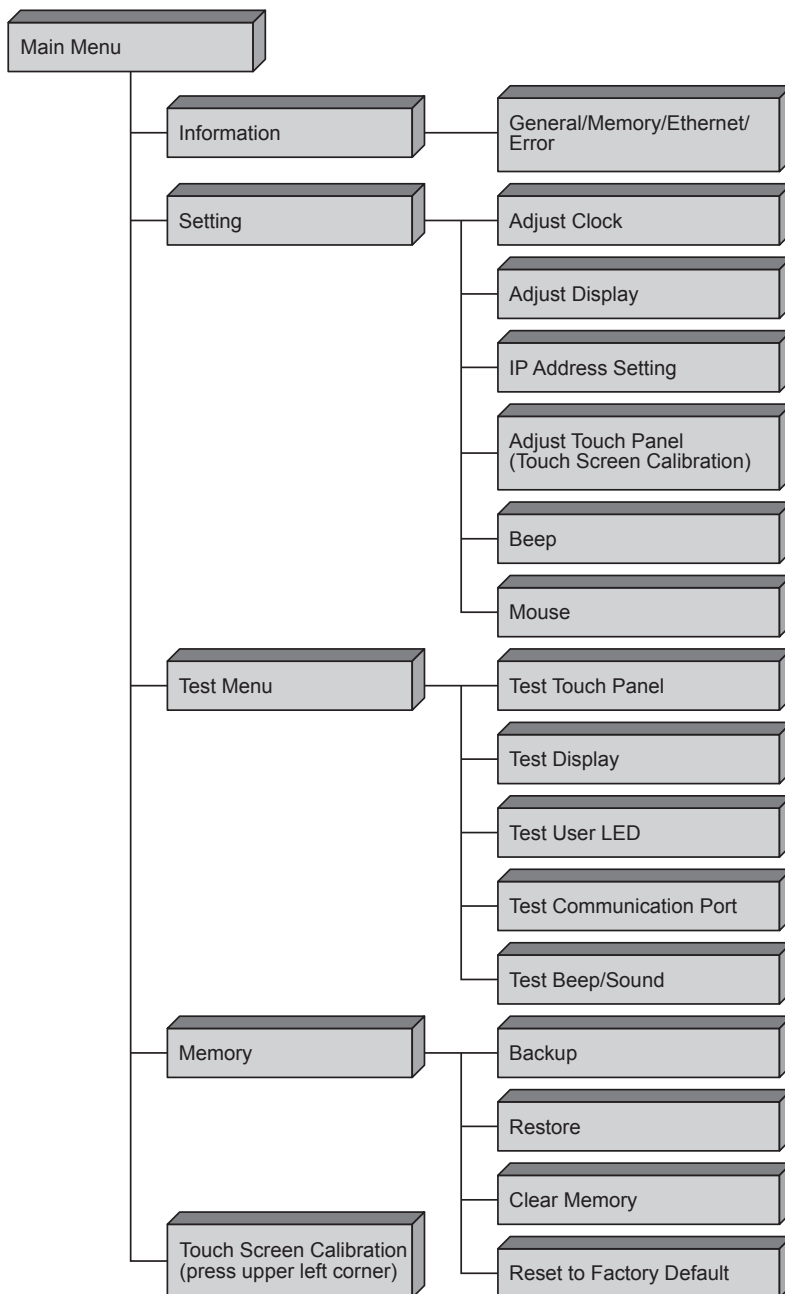 Main Menu
Information
General/Memory/Ethernet/
Error
Setting
Adjust Clock
Adjust Display
IP Address Setting
Adjust Touch Panel
(Touch Screen Calibration)
Beep
Mouse
Test Menu
Test Touch Panel
Test Display
Test User LED
Test Communication Port
Test Beep/Sound
Memory
Backup
Restore
Clear Memory
Touch Screen Calibration
(press upper left corner)
Reset to Factory Default